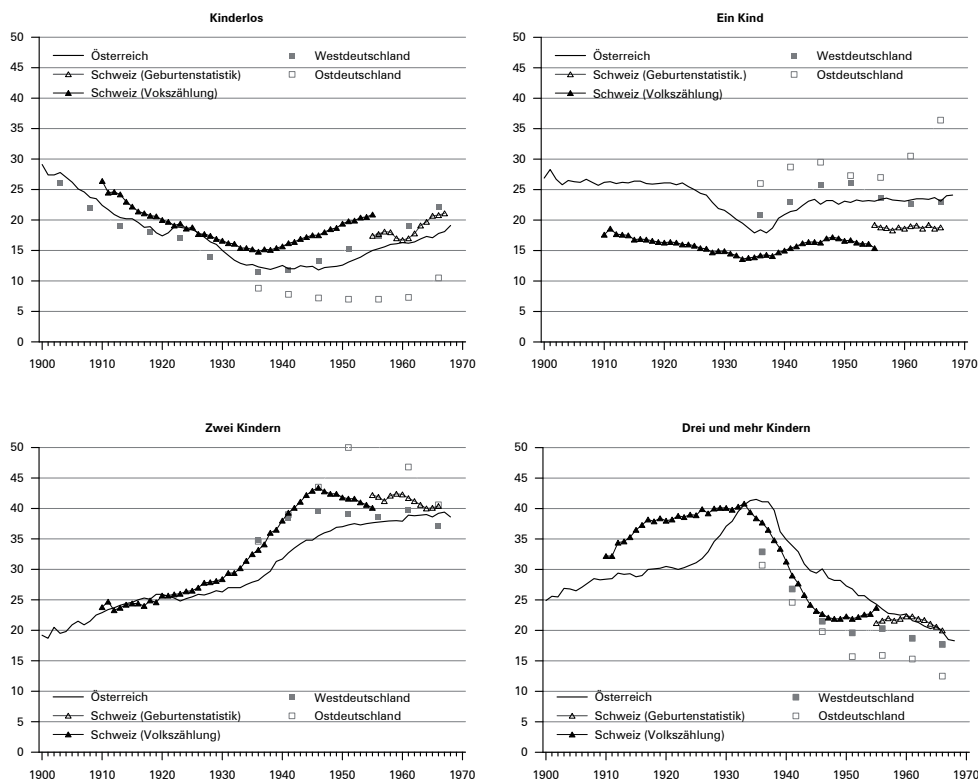 Kinderlos
50
45
40
35
30
25
20
15
10
5
0
Österreich
Schweiz (Geburtenstatistik)
Schweiz (Vokszählung)
Westdeutschland
Ostdeutschland
1900 1910 1920 1930 1940 1950 1960 1970
Ein Kind
50
45
40
35
30
25
20
15
10
5
0
Österreich
Schweiz (Geburtenstatistik.)
Schweiz (Volkszählung)
Westdeutschland
Ostdeutschland
1900 1910 1920 1930 1940 1950 1960 1970
Zwei Kindern
50
45
40
35
30
25
20
15
10
5
0
Österreich
Schweiz (Geburtenstatistik)
Schweiz (Volkszählung)
Westdeutschland
Ostdeutschland
1900 1910 1920 1930 1940 1950 1960 1970
Drei und mehr Kindern
50
45
40
35
30
25
20
15
10
5
0
Österreich
Schweiz (Geburtenstatistik)
Schweiz (Volkszählung)
Westdeutschland
Ostdeutschland
1900 1910 1920 1930 1940 1950 1960 1970